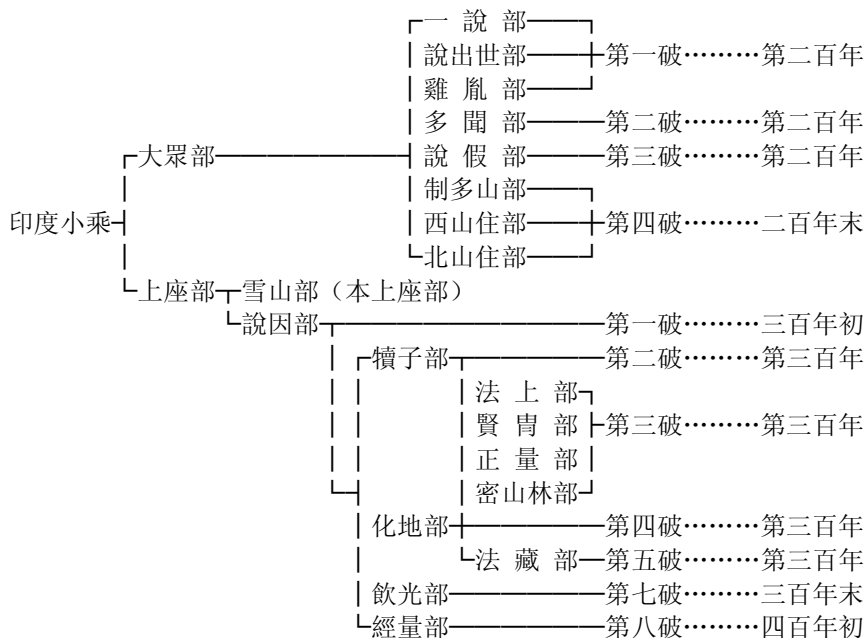 一說部
說出世部 第一破………第二百年
雞胤部
多聞部 第二破………第二百年
大眾部 說假部 第三破………第二百年
制多山部
印度小乘 西山住部 第四破………二百年末
北山住部
上座部 雪山部（本上座部）
說因部 第一破………三百年初
犢子部 第二破………第三百年
法上部
賢冑部 第三破………第三百年
正量部
密山林部
化地部 第四破………第三百年
法藏部 第五破………第三百年
飲光部 第七破………三百年末
經量部 第八破………四百年初